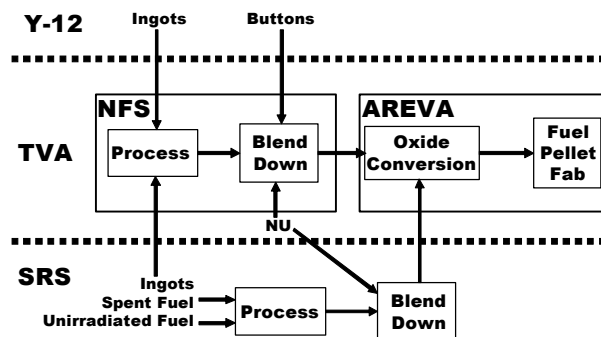 Y-12
Ingots
Buttons
TVA
NFS
Process
Blend
Down
AREVA
Oxide
Conversion
Fuel
Pellet
Fab
NU
SRS
Ingots
Spent Fuel
Unirradiated Fuel
Process
Blend
Down